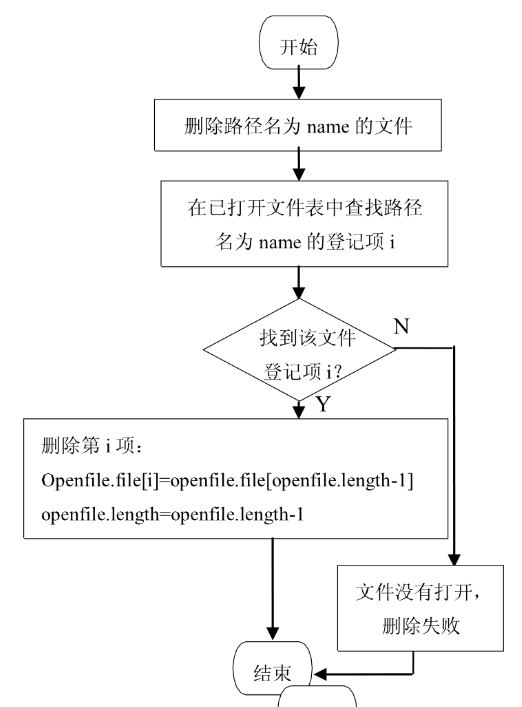 开始
删除路径名为 name 的文件
在已打开文件表中查找路径
名为 name 的登记项 i
找到该文件
登记项 i？
N
Y
删除第 i 项：
Openfile.file[i]=openfile.file[openfile.length-1]
openfile.length=openfile.length-1
文件没有打开，
删除失败
结束